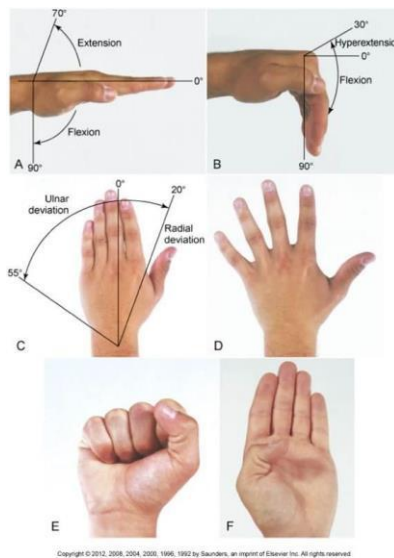 70°
Extension
0°
Flexion
A
90°
30°
Hyperextension
0°
Flexion
B
90°
0°
Ulnar
deviation
20°
Radial
deviation
55°
C
D
E
F
Copyright © 2012, 2008, 2004, 2000, 1996, 1992 by Saunders, an imprint of Elsevier Inc. All rights reserved